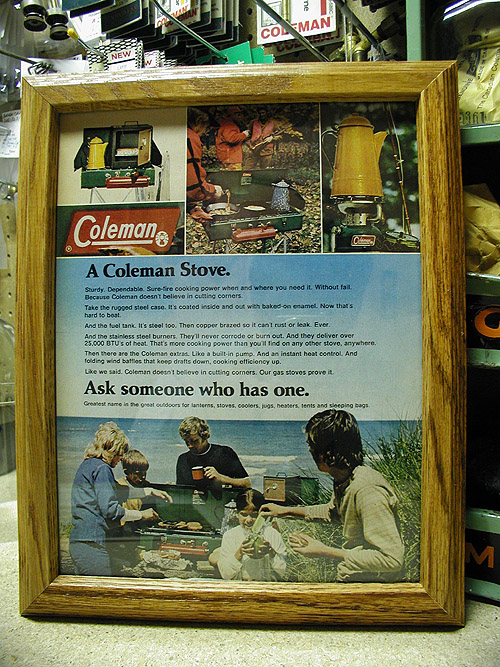 COLEMAN
NEW
COLEMAN
Coleman
Coleman
A Coleman Stove.
Sturdy. Dependable. Sure-fire cooking power when and where you need it. Without fail.
Because Coleman doesn't believe in cutting corners.
Take the rugged steel case. It's coated inside and out with baked-on enamel. Now that's
hard to beat.
And the fuel tank. It's steel too. Then copper brazed so it can't rust or leak. Ever.
And the stainless steel burners. They'll never corrode or burn out. And they deliver over
25,000 BTU's of heat. That's more cooking power than you'll find on any other stove, anywhere.
Then there are the Coleman extras. Like a built-in pump. And an instant heat control. And
folding wind baffles that keep drafts down, cooking efficiency up.
Like we said. Coleman doesn't believe in cutting corners. Our gas stoves prove it.
Ask someone who has one.
Greatest name in the great outdoors for lanterns, stoves, coolers, jugs, heaters, tents and sleeping bags.